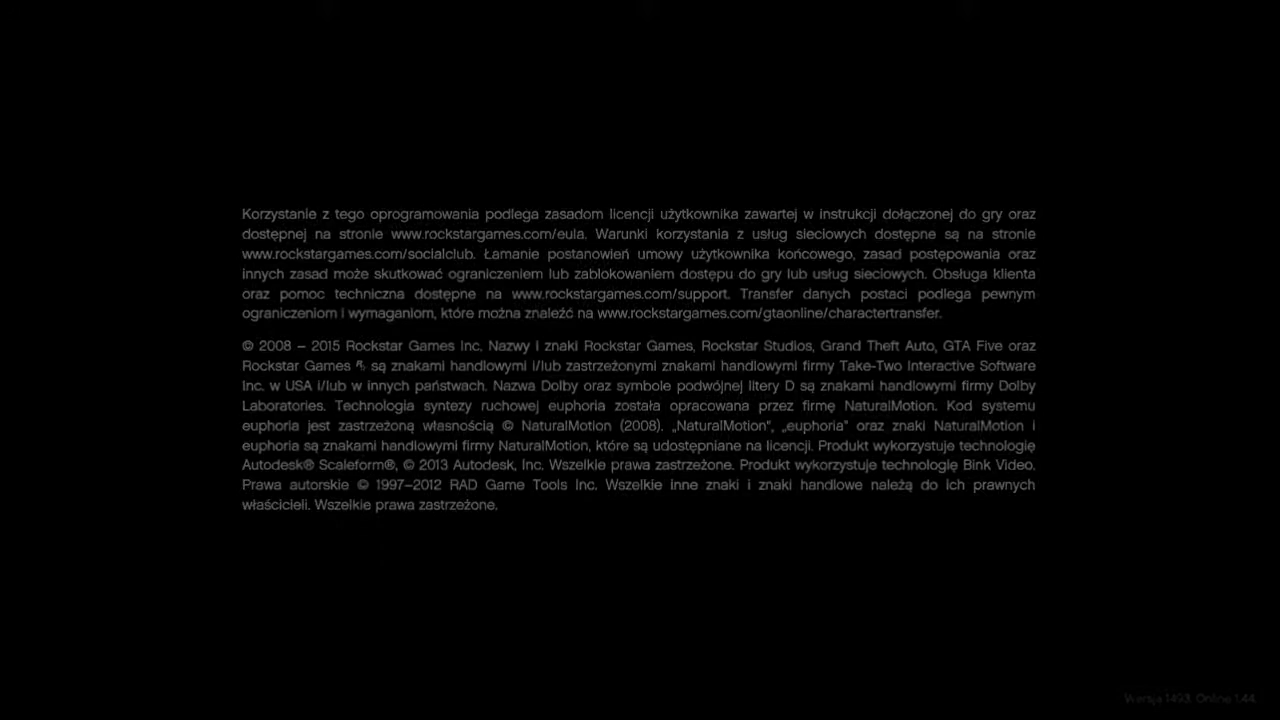 Korzystanie z tego oprogramowania podlega zasadom licencji użytkownika zawartej w instrukcji dołączonej do gry oraz
dostępnej na stronie www.rockstargames.com/eula. Warunki korzystania z usług sieciowych dostępne są na stronie
www.rockstargames.com/socialclub. Łamanie postanowień umowy użytkownika końcowego, zasad postępowania oraz
innych zasad może skutkować ograniczeniem lub zablokowaniem dostępu do gry lub usług sieciowych. Obsługa klienta
oraz pomoc techniczna dostępne na www.rockstargames.com/support. Transfer danych postaci podlega pewnym
ograniczeniom i wymaganiom, które można znaleźć na www.rockstargames.com/gtaonline/charactertransfer.
© 2008 – 2015 Rockstar Games Inc. Nazwy i znaki Rockstar Games, Rockstar Studios, Grand Theft Auto, GTA Five oraz
Rockstar Games R* są znakami handlowymi i/lub zastrzeżonymi znakami handlowymi firmy Take-Two Interactive Software
Inc. w USA i/lub w innych państwach. Nazwa Dolby oraz symbole podwójnej litery D są znakami handlowymi firmy Dolby
Laboratories. Technologia syntezy ruchowej euphoria została opracowana przez firmę NaturalMotion. Kod systemu
euphoria jest zastrzeżoną własnością © NaturalMotion (2008). „NaturalMotion", „euphoria" oraz znaki NaturalMotion i
euphoria są znakami handlowymi firmy NaturalMotion, które są udostępniane na licencji. Produkt wykorzystuje technologię
Autodesk® Scaleform®, © 2013 Autodesk, Inc. Wszelkie prawa zastrzeżone. Produkt wykorzystuje technologię Bink Video.
Prawa autorskie © 1997–2012 RAD Game Tools Inc. Wszelkie inne znaki i znaki handlowe należą do ich prawnych
właścicieli. Wszelkie prawa zastrzeżone.
Wersja 1493. Online 1.44.